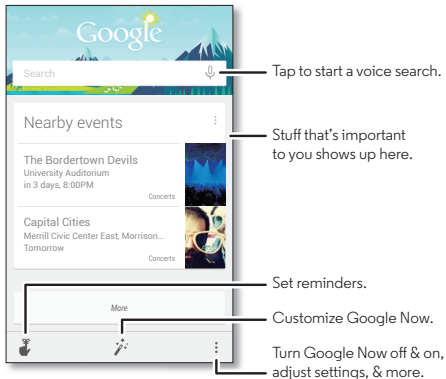 Google
Search
Tap to start a voice search.
Nearby events
Stuff that's important
to you shows up here.
The Bordertown Devils
University Auditorium
in 3 days, 8:00PM
Concerts
Capital Cities
Merrill Civic Center East, Morrison...
Tomorrow
Concerts
More
Set reminders.
Customize Google Now.
Turn Google Now off & on,
adjust settings, & more.